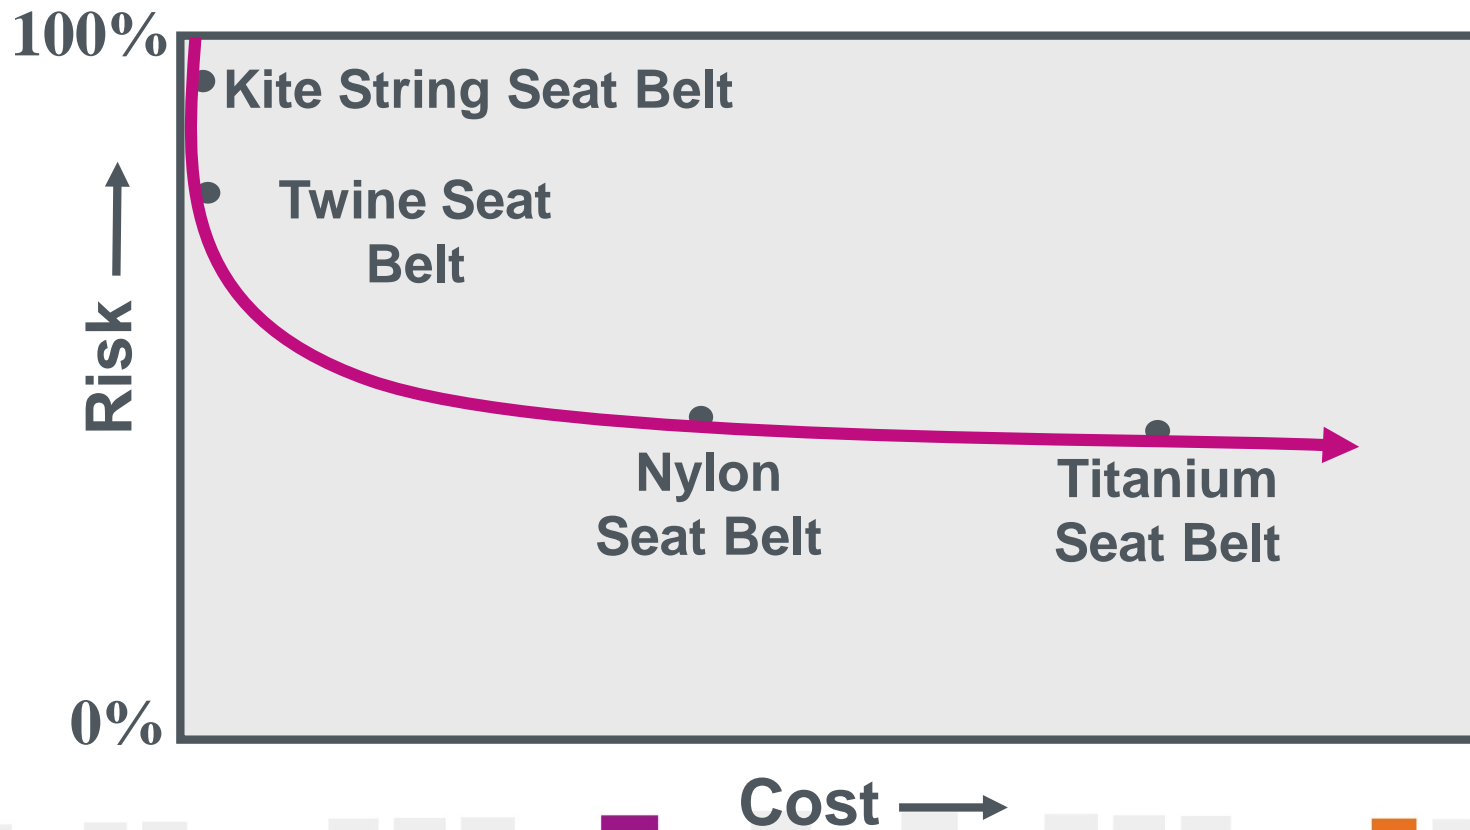 100%
Kite String Seat Belt
Twine Seat
Belt
Risk
Nylon
Seat Belt
Titanium
Seat Belt
0%
Cost